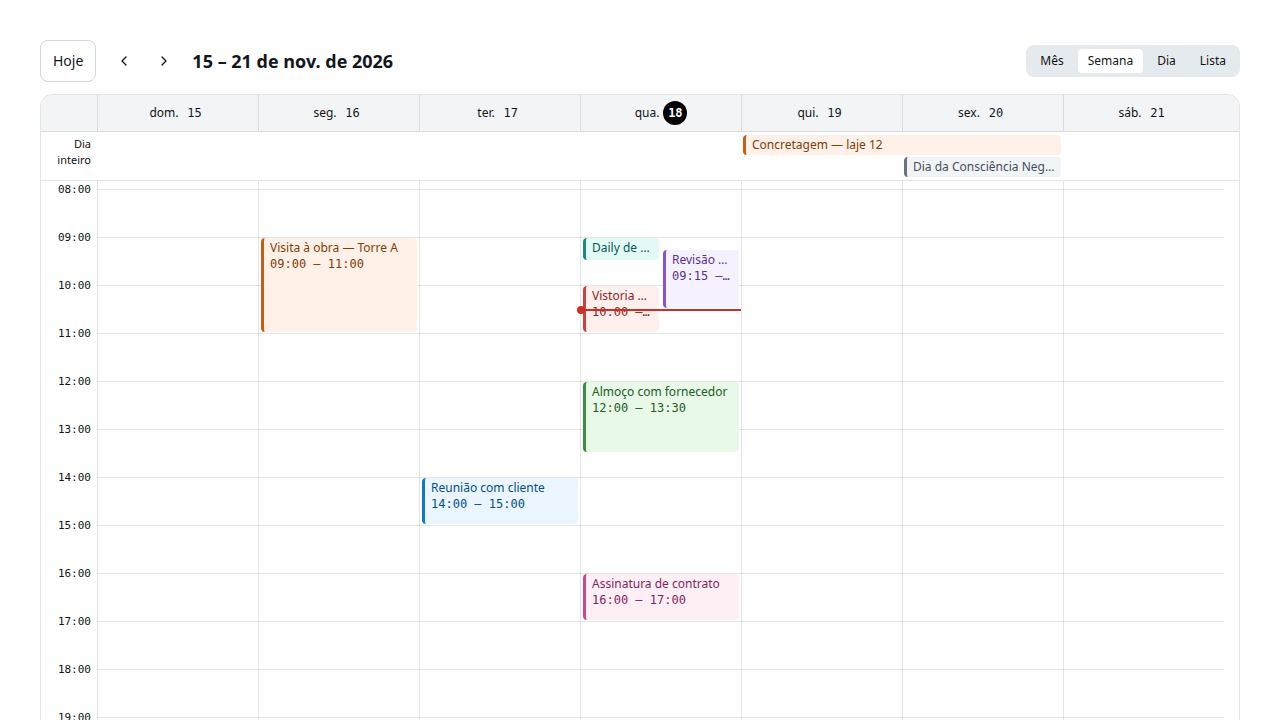 Hoje
15 – 21 de nov. de 2026
Mês
Semana
Dia
Lista
dom. 15
seg. 16
ter. 17
qua. 18
qui. 19
sex. 20
sáb. 21
Dia
inteiro
Concretagem — laje 12
Dia da Consciência Neg...
08:00
09:00
Visita à obra — Torre A
09:00 – 11:00
Daily de ...
Revisão ...
09:15 –…
10:00
Vistoria ...
10:00 –…
11:00
12:00
Almoço com fornecedor
12:00 – 13:30
13:00
14:00
Reunião com cliente
14:00 – 15:00
15:00
16:00
Assinatura de contrato
16:00 – 17:00
17:00
18:00
19:00